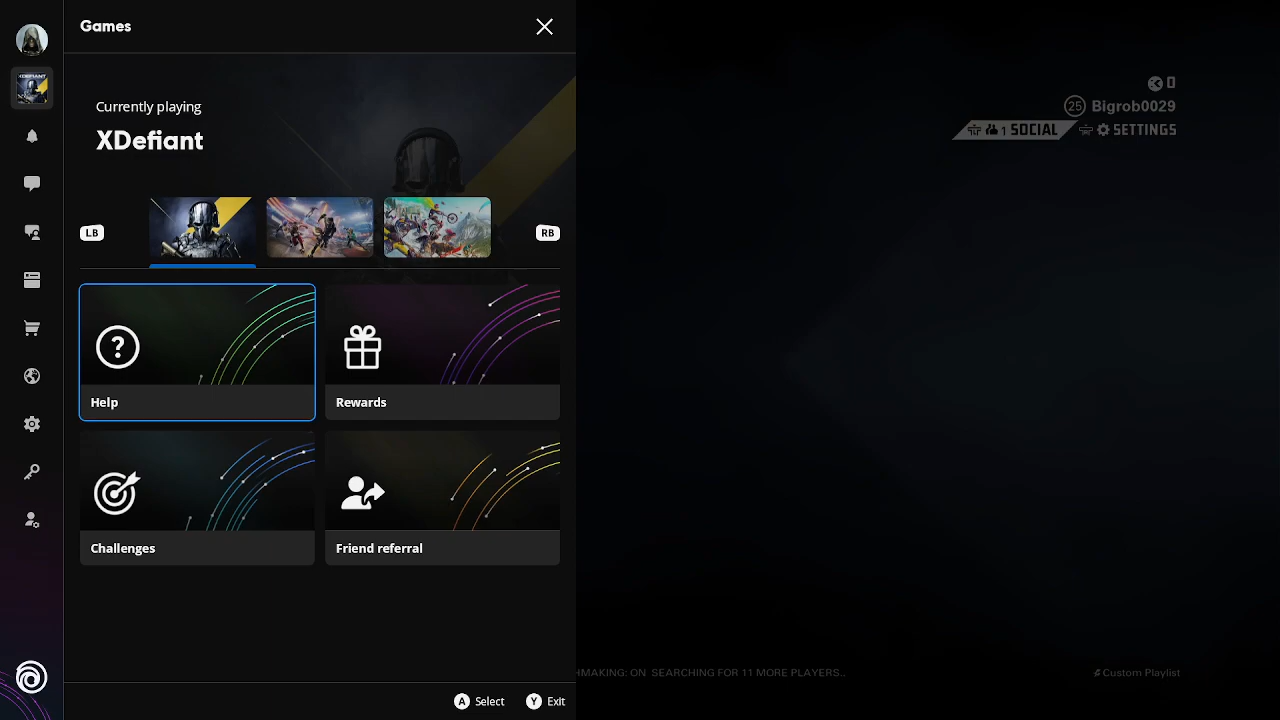 Games
Currently playing
XDefiant
XDEFIANT
LB
RB
Help
Rewards
Challenges
Friend referral
A Select
Y Exit
0
25 Bigrob0029
1 SOCIAL
SETTINGS
HMAKING: ON SEARCHING FOR 11 MORE PLAYERS..
Custom Playlist